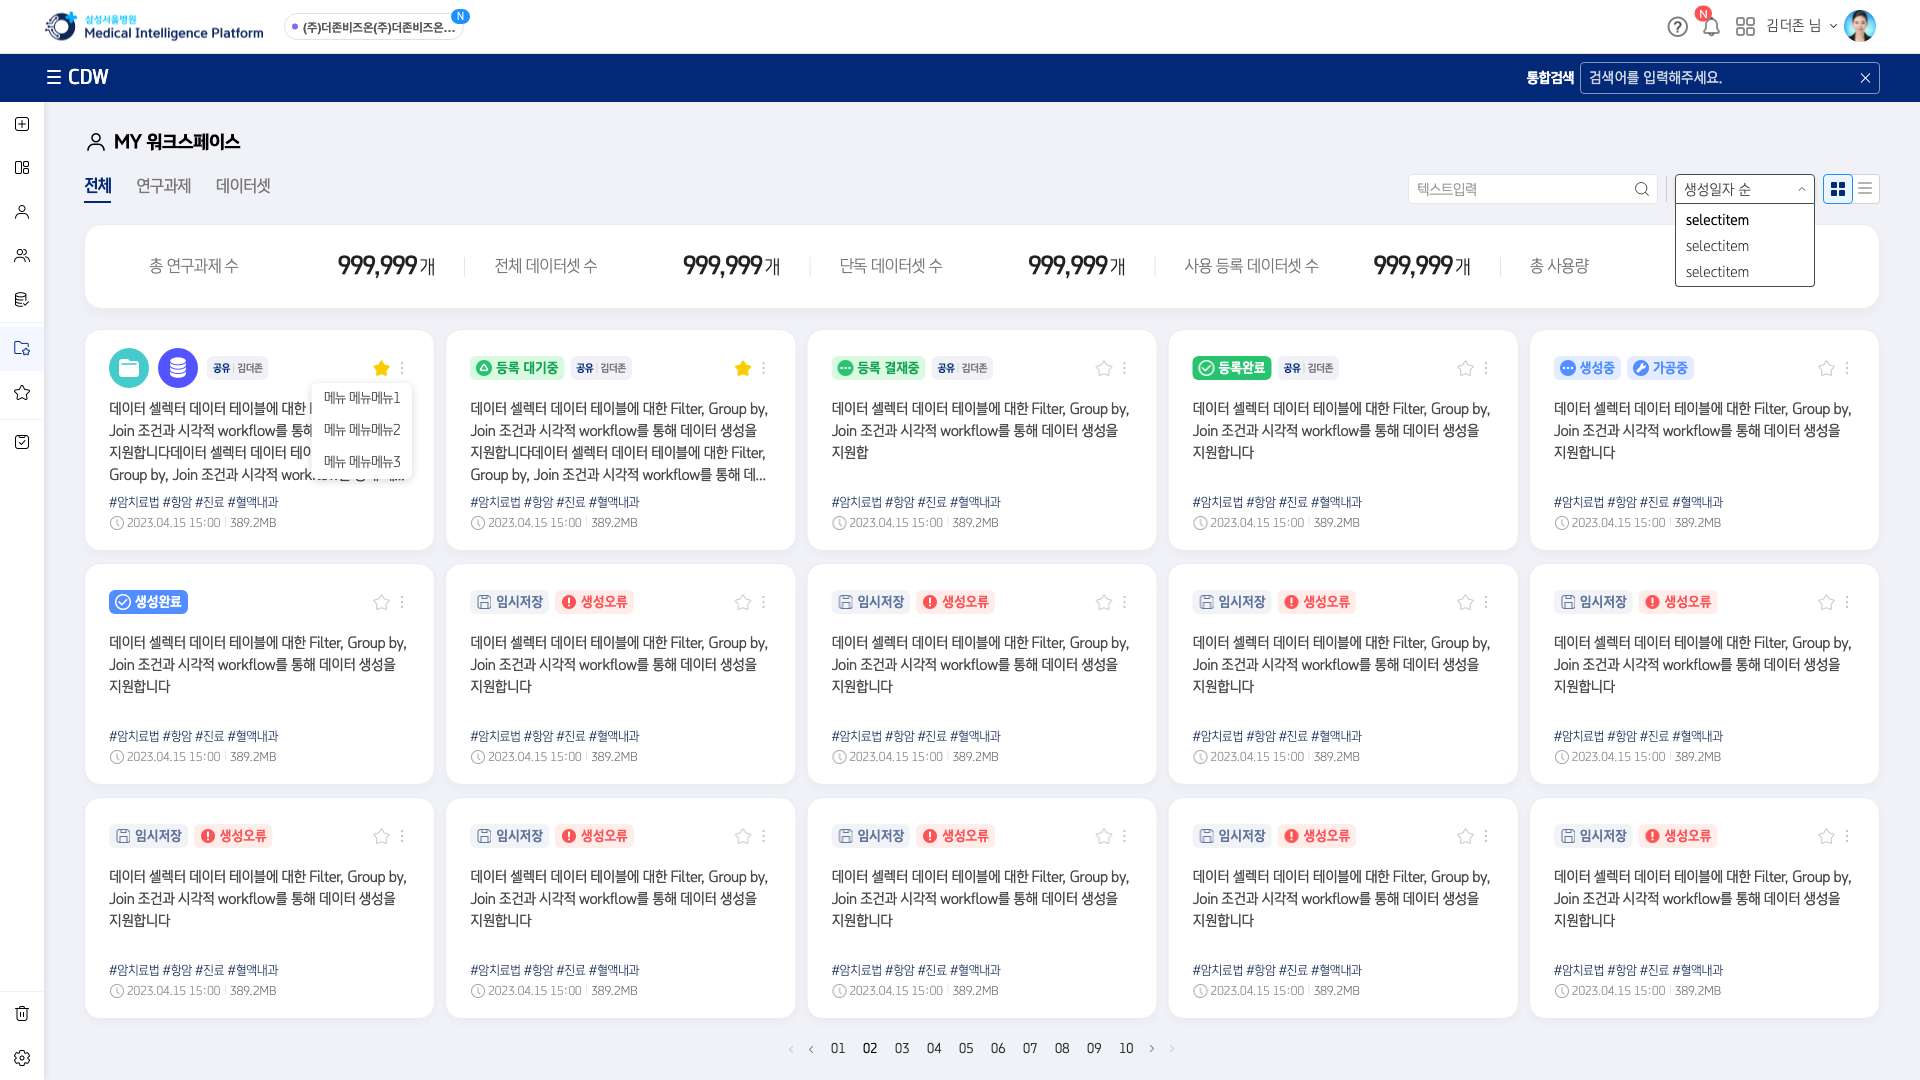 삼성서울병원
Medical Intelligence Platform
(주)더존비즈온(주)더존비즈온...
N
N
김더존 님
CDW
통합검색
검색어를 입력해주세요.
MY 워크스페이스
전체
연구과제
데이터셋
텍스트입력
생성일자 순
selectitem
selectitem
selectitem
총 연구과제 수
999,999개
전체 데이터셋 수
999,999개
단독 데이터셋 수
999,999개
사용 등록 데이터셋 수
999,999개
총 사용량
공유 | 김더존
메뉴 메뉴메뉴1
메뉴 메뉴메뉴2
메뉴 메뉴메뉴3
데이터 셀렉터 데이터 테이블에 대한
Join 조건과 시각적 workflow를 통해
지원합니다데이터 셀렉터 데이터
Group by, Join 조건과 시각적
#암치료법 #항암 #진료 #혈액내과
2023.04.15 15:00 | 389.2MB
등록 대기중
공유 | 김더존
데이터 셀렉터 데이터 테이블에 대한 Filter, Group by,
Join 조건과 시각적 workflow를 통해 데이터 생성을
지원합니다데이터 셀렉터 데이터 테이블에 대한 Filter,
Group by, Join 조건과 시각적 workflow를 통해 데...
#암치료법 #항암 #진료 #혈액내과
2023.04.15 15:00 | 389.2MB
등록 결재중
공유 | 김더존
데이터 셀렉터 데이터 테이블에 대한 Filter, Group by,
Join 조건과 시각적 workflow를 통해 데이터 생성을
지원합
#암치료법 #항암 #진료 #혈액내과
2023.04.15 15:00 | 389.2MB
등록완료
공유 | 김더존
데이터 셀렉터 데이터 테이블에 대한 Filter, Group by,
Join 조건과 시각적 workflow를 통해 데이터 생성을
지원합니다
#암치료법 #항암 #진료 #혈액내과
2023.04.15 15:00 | 389.2MB
생성중
가공중
데이터 셀렉터 데이터 테이블에 대한 Filter, Group by,
Join 조건과 시각적 workflow를 통해 데이터 생성을
지원합니다
#암치료법 #항암 #진료 #혈액내과
2023.04.15 15:00 | 389.2MB
생성완료
데이터 셀렉터 데이터 테이블에 대한 Filter, Group by,
Join 조건과 시각적 workflow를 통해 데이터 생성을
지원합니다
#암치료법 #항암 #진료 #혈액내과
2023.04.15 15:00 | 389.2MB
임시저장
생성오류
데이터 셀렉터 데이터 테이블에 대한 Filter, Group by,
Join 조건과 시각적 workflow를 통해 데이터 생성을
지원합니다
#암치료법 #항암 #진료 #혈액내과
2023.04.15 15:00 | 389.2MB
임시저장
생성오류
데이터 셀렉터 데이터 테이블에 대한 Filter, Group by,
Join 조건과 시각적 workflow를 통해 데이터 생성을
지원합니다
#암치료법 #항암 #진료 #혈액내과
2023.04.15 15:00 | 389.2MB
임시저장
생성오류
데이터 셀렉터 데이터 테이블에 대한 Filter, Group by,
Join 조건과 시각적 workflow를 통해 데이터 생성을
지원합니다
#암치료법 #항암 #진료 #혈액내과
2023.04.15 15:00 | 389.2MB
임시저장
생성오류
데이터 셀렉터 데이터 테이블에 대한 Filter, Group by,
Join 조건과 시각적 workflow를 통해 데이터 생성을
지원합니다
#암치료법 #항암 #진료 #혈액내과
2023.04.15 15:00 | 389.2MB
임시저장
생성오류
데이터 셀렉터 데이터 테이블에 대한 Filter, Group by,
Join 조건과 시각적 workflow를 통해 데이터 생성을
지원합니다
#암치료법 #항암 #진료 #혈액내과
2023.04.15 15:00 | 389.2MB
임시저장
생성오류
데이터 셀렉터 데이터 테이블에 대한 Filter, Group by,
Join 조건과 시각적 workflow를 통해 데이터 생성을
지원합니다
#암치료법 #항암 #진료 #혈액내과
2023.04.15 15:00 | 389.2MB
임시저장
생성오류
데이터 셀렉터 데이터 테이블에 대한 Filter, Group by,
Join 조건과 시각적 workflow를 통해 데이터 생성을
지원합니다
#암치료법 #항암 #진료 #혈액내과
2023.04.15 15:00 | 389.2MB
임시저장
생성오류
데이터 셀렉터 데이터 테이블에 대한 Filter, Group by,
Join 조건과 시각적 workflow를 통해 데이터 생성을
지원합니다
#암치료법 #항암 #진료 #혈액내과
2023.04.15 15:00 | 389.2MB
임시저장
생성오류
데이터 셀렉터 데이터 테이블에 대한 Filter, Group by,
Join 조건과 시각적 workflow를 통해 데이터 생성을
지원합니다
#암치료법 #항암 #진료 #혈액내과
2023.04.15 15:00 | 389.2MB
01 02 03 04 05 06 07 08 09 10